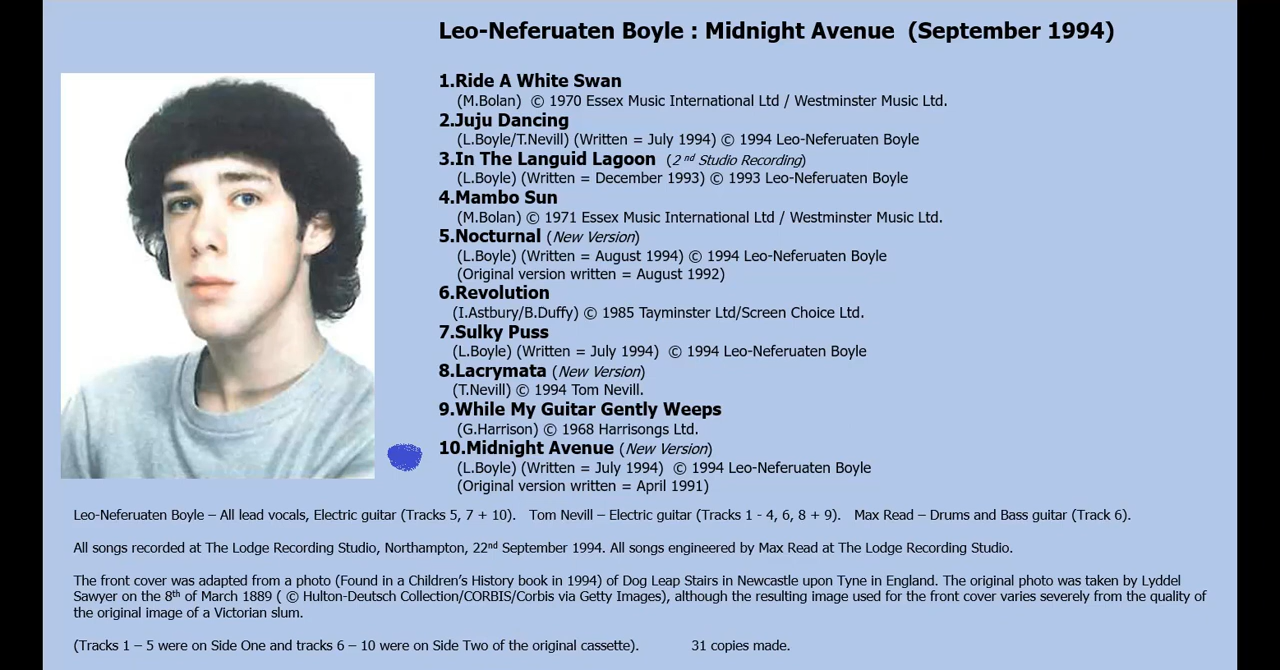 Leo-Neferuaten Boyle : Midnight Avenue (September 1994)
1.Ride A White Swan
(M.Bolan) © 1970 Essex Music International Ltd / Westminster Music Ltd.
2.Juju Dancing
(L.Boyle/T.Nevill) (Written = July 1994) © 1994 Leo-Neferuaten Boyle
3.In The Languid Lagoon (2 nd Studio Recording)
(L.Boyle) (Written = December 1993) © 1993 Leo-Neferuaten Boyle
4.Mambo Sun
(M.Bolan) © 1971 Essex Music International Ltd / Westminster Music Ltd.
5.Nocturnal (New Version)
(L.Boyle) (Written = August 1994) © 1994 Leo-Neferuaten Boyle
(Original version written = August 1992)
6.Revolution
(I.Astbury/B.Duffy) © 1985 Tayminster Ltd/Screen Choice Ltd.
7.Sulky Puss
(L.Boyle) (Written = July 1994) © 1994 Leo-Neferuaten Boyle
8.Lacrymata (New Version)
(T.Nevill) © 1994 Tom Nevill.
9.While My Guitar Gently Weeps
(G.Harrison) © 1968 Harrisongs Ltd.
10.Midnight Avenue (New Version)
(L.Boyle) (Written = July 1994) © 1994 Leo-Neferuaten Boyle
(Original version written = April 1991)
Leo-Neferuaten Boyle – All lead vocals, Electric guitar (Tracks 5, 7 + 10). Tom Nevill – Electric guitar (Tracks 1 - 4, 6, 8 + 9). Max Read – Drums and Bass guitar (Track 6).
All songs recorded at The Lodge Recording Studio, Northampton, 22nd September 1994. All songs engineered by Max Read at The Lodge Recording Studio.
The front cover was adapted from a photo (Found in a Children's History book in 1994) of Dog Leap Stairs in Newcastle upon Tyne in England. The original photo was taken by Lyddel
Sawyer on the 8th of March 1889 ( © Hulton-Deutsch Collection/CORBIS/Corbis via Getty Images), although the resulting image used for the front cover varies severely from the quality of
the original image of a Victorian slum.
(Tracks 1 – 5 were on Side One and tracks 6 – 10 were on Side Two of the original cassette). 31 copies made.